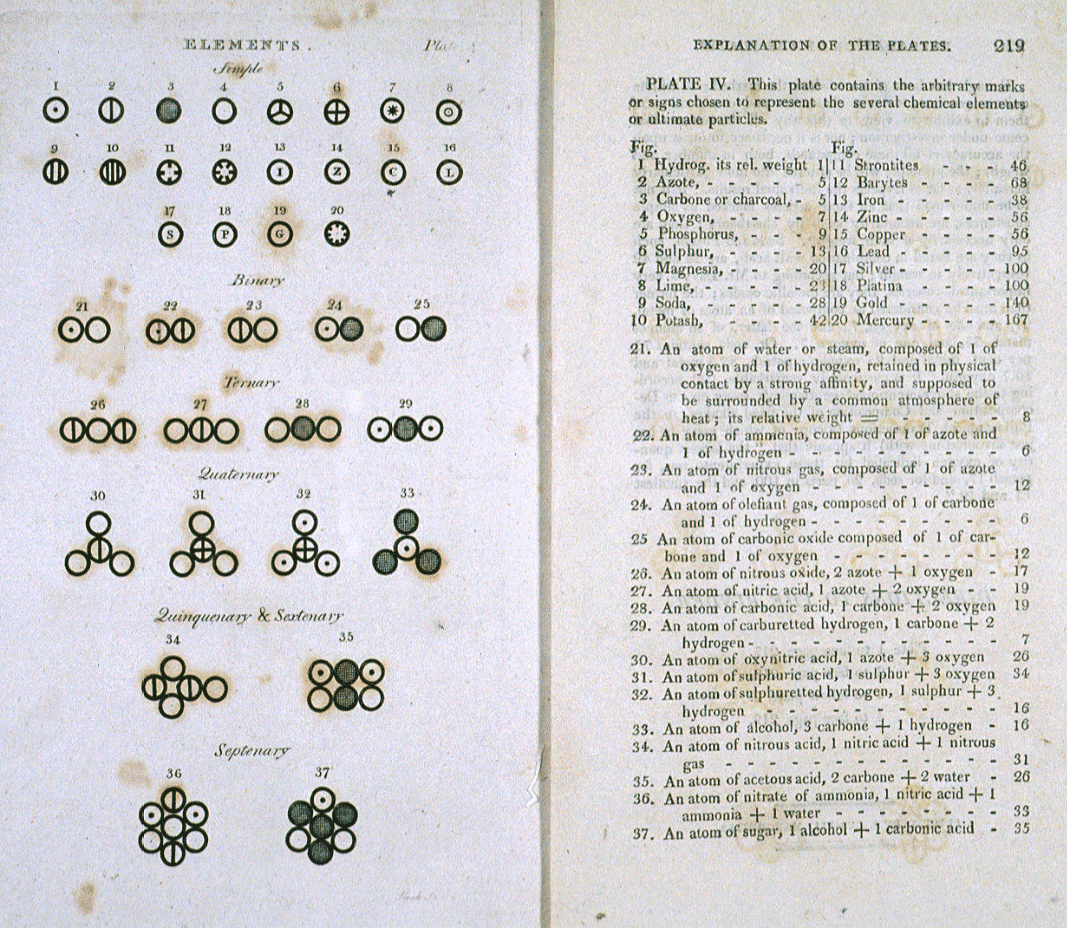 ELEMENTS.
Simple
1 2 3 4 5 6 7 8
9 10 11 12 13 14 15 16
I Z C L
17 18 19 20
S P G
Binary
21 22 23 24 25
Ternary
26 27 28 29
Quaternary
30 31 32 33
Quinquenary & Sextenary
34 35
Septenary
36 37
EXPLANATION OF THE PLATES. 219
PLATE IV. This plate contains the arbitrary marks
or signs chosen to represent the several chemical elements
or ultimate particles.
Fig. Fig.
1 Hydrog. its rel. weight 1 11 Strontites - - - 46
2 Azote, - - - - 5 12 Barytes - - - - 68
3 Carbone or charcoal, - 5 13 Iron - - - - - 38
4 Oxygen, - - - - 7 14 Zinc - - - - - 56
5 Phosphorus, - - - 9 15 Copper - - - - 56
6 Sulphur, - - - - 13 16 Lead - - - - - 95
7 Magnesia, - - - - 20 17 Silver - - - - - 100
8 Lime, - - - - - 23 18 Platina - - - - 100
9 Soda, - - - - - 28 19 Gold - - - - - 140
10 Potash, - - - - 42 20 Mercury - - - - 167
21. An atom of water or steam, composed of 1 of
oxygen and 1 of hydrogen, retained in physical
contact by a strong affinity, and supposed to
be surrounded by a common atmosphere of
heat; its relative weight = - - - - - - 8
22. An atom of ammonia, composed of 1 of azote and
1 of hydrogen - - - - - - - - - 6
23. An atom of nitrous gas, composed of 1 of azote
and 1 of oxygen - - - - - - - - 12
24. An atom of olefiant gas, composed of 1 of carbone
and 1 of hydrogen - - - - - - - - 6
25 An atom of carbonic oxide composed of 1 of car-
bone and 1 of oxygen - - - - - - - 12
26. An atom of nitrous oxide, 2 azote + 1 oxygen - 17
27. An atom of nitric acid, 1 azote + 2 oxygen - - 19
28. An atom of carbonic acid, 1 carbone + 2 oxygen 19
29. An atom of carburetted hydrogen, 1 carbone + 2
hydrogen - - - - - - - - - - - 7
30. An atom of oxynitric acid, 1 azote + 3 oxygen 26
31. An atom of sulphuric acid, 1 sulphur + 3 oxygen 34
32. An atom of sulphuretted hydrogen, 1 sulphur + 3
hydrogen - - - - - - - - - - - 16
33. An atom of alcohol, 3 carbone + 1 hydrogen - 16
34. An atom of nitrous acid, 1 nitric acid + 1 nitrous
gas - - - - - - - - - - - - - 31
35. An atom of acetous acid, 2 carbone + 2 water - 26
36. An atom of nitrate of ammonia, 1 nitric acid + 1
ammonia + 1 water - - - - - - - 33
37. An atom of sugar, 1 alcohol + 1 carbonic acid - 35